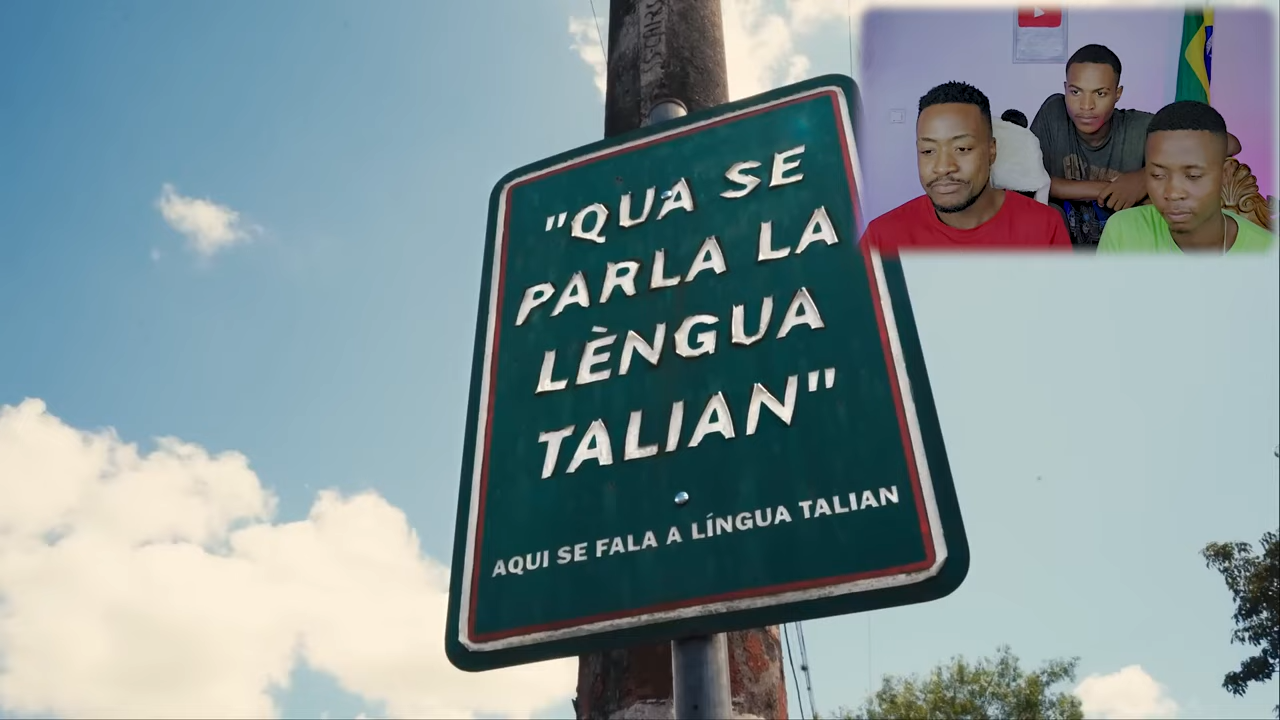 "QUA SE
PARLA LA
LÈNGUA
TALIAN"
AQUI SE FALA A LÍNGUA TALIAN